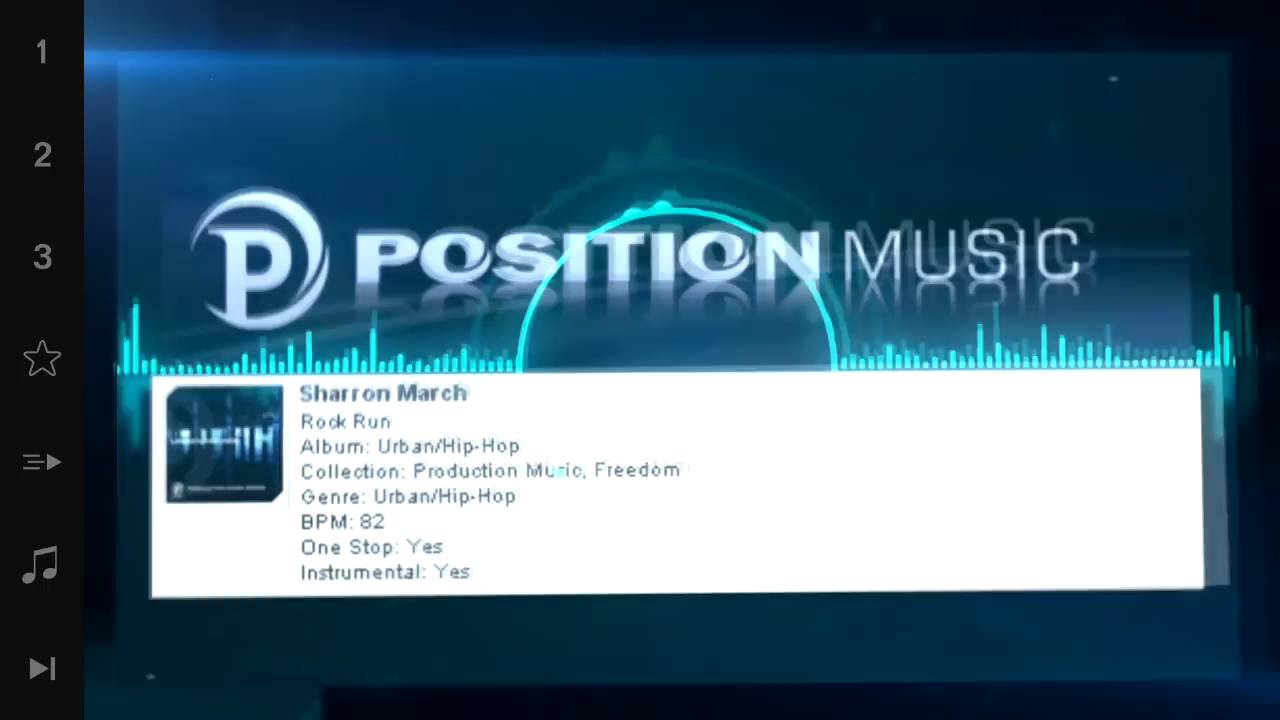 1
2
3
POSITION MUSIC
Sharron March
Rock Run
Album: Urban/Hip-Hop
Collection: Production Music, Freedom
Genre: Urban/Hip-Hop
BPM: 82
One Stop: Yes
Instrumental: Yes